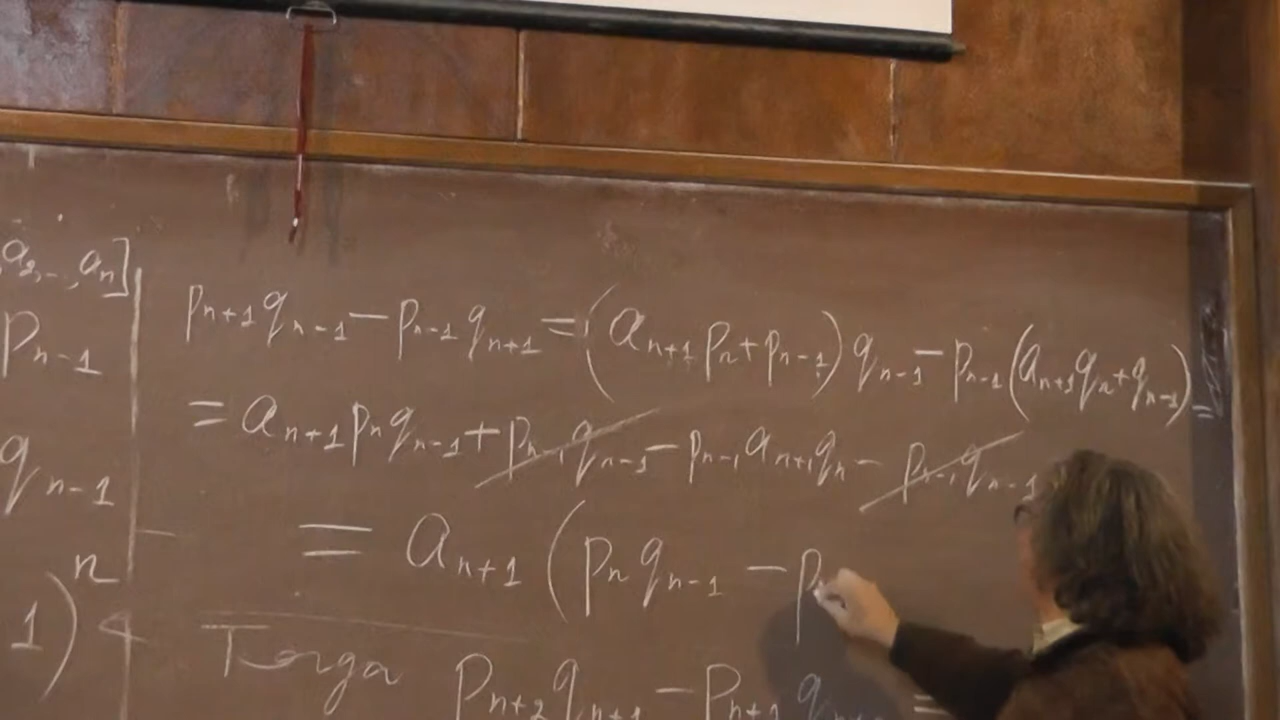 , a₂, .., aₙ]
pₙ₋₁
qₙ₋₁
n
1)
pₙ₊₁qₙ₋₁ − pₙ₋₁qₙ₊₁ = (aₙ₊₁pₙ + pₙ₋₁)qₙ₋₁ − pₙ₋₁(aₙ₊₁qₙ + qₙ₋₁) =
= aₙ₊₁pₙqₙ₋₁ + pₙ₋₁qₙ₋₁ − pₙ₋₁aₙ₊₁qₙ − pₙ₋₁qₙ₋₁
= aₙ₊₁(pₙqₙ₋₁ − p
Тогда pₙ₊₂qₙ₊₁ − pₙ₊₁qₙ₊₂ =